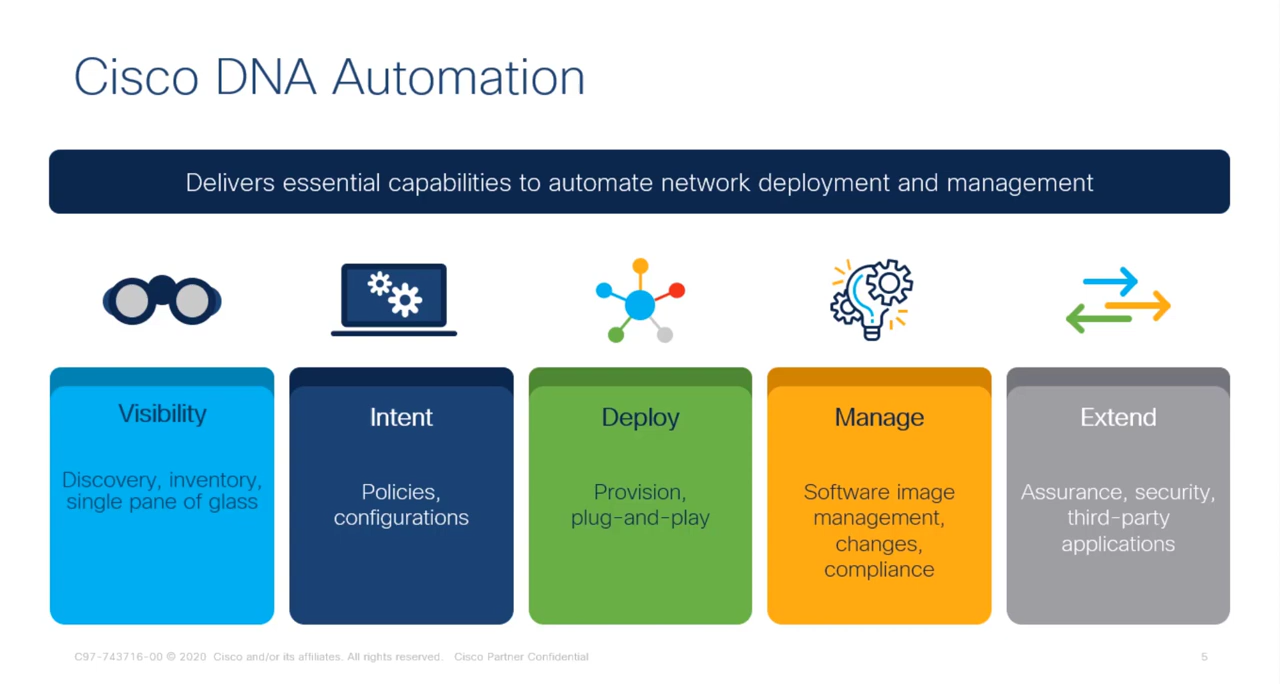 Cisco DNA Automation
Delivers essential capabilities to automate network deployment and management
Visibility
Discovery, inventory,
single pane of glass
Intent
Policies,
configurations
Deploy
Provision,
plug-and-play
Manage
Software image
management,
changes,
compliance
Extend
Assurance, security,
third-party
applications
C97-743716-00 © 2020 Cisco and/or its affiliates. All rights reserved. Cisco Partner Confidential
5